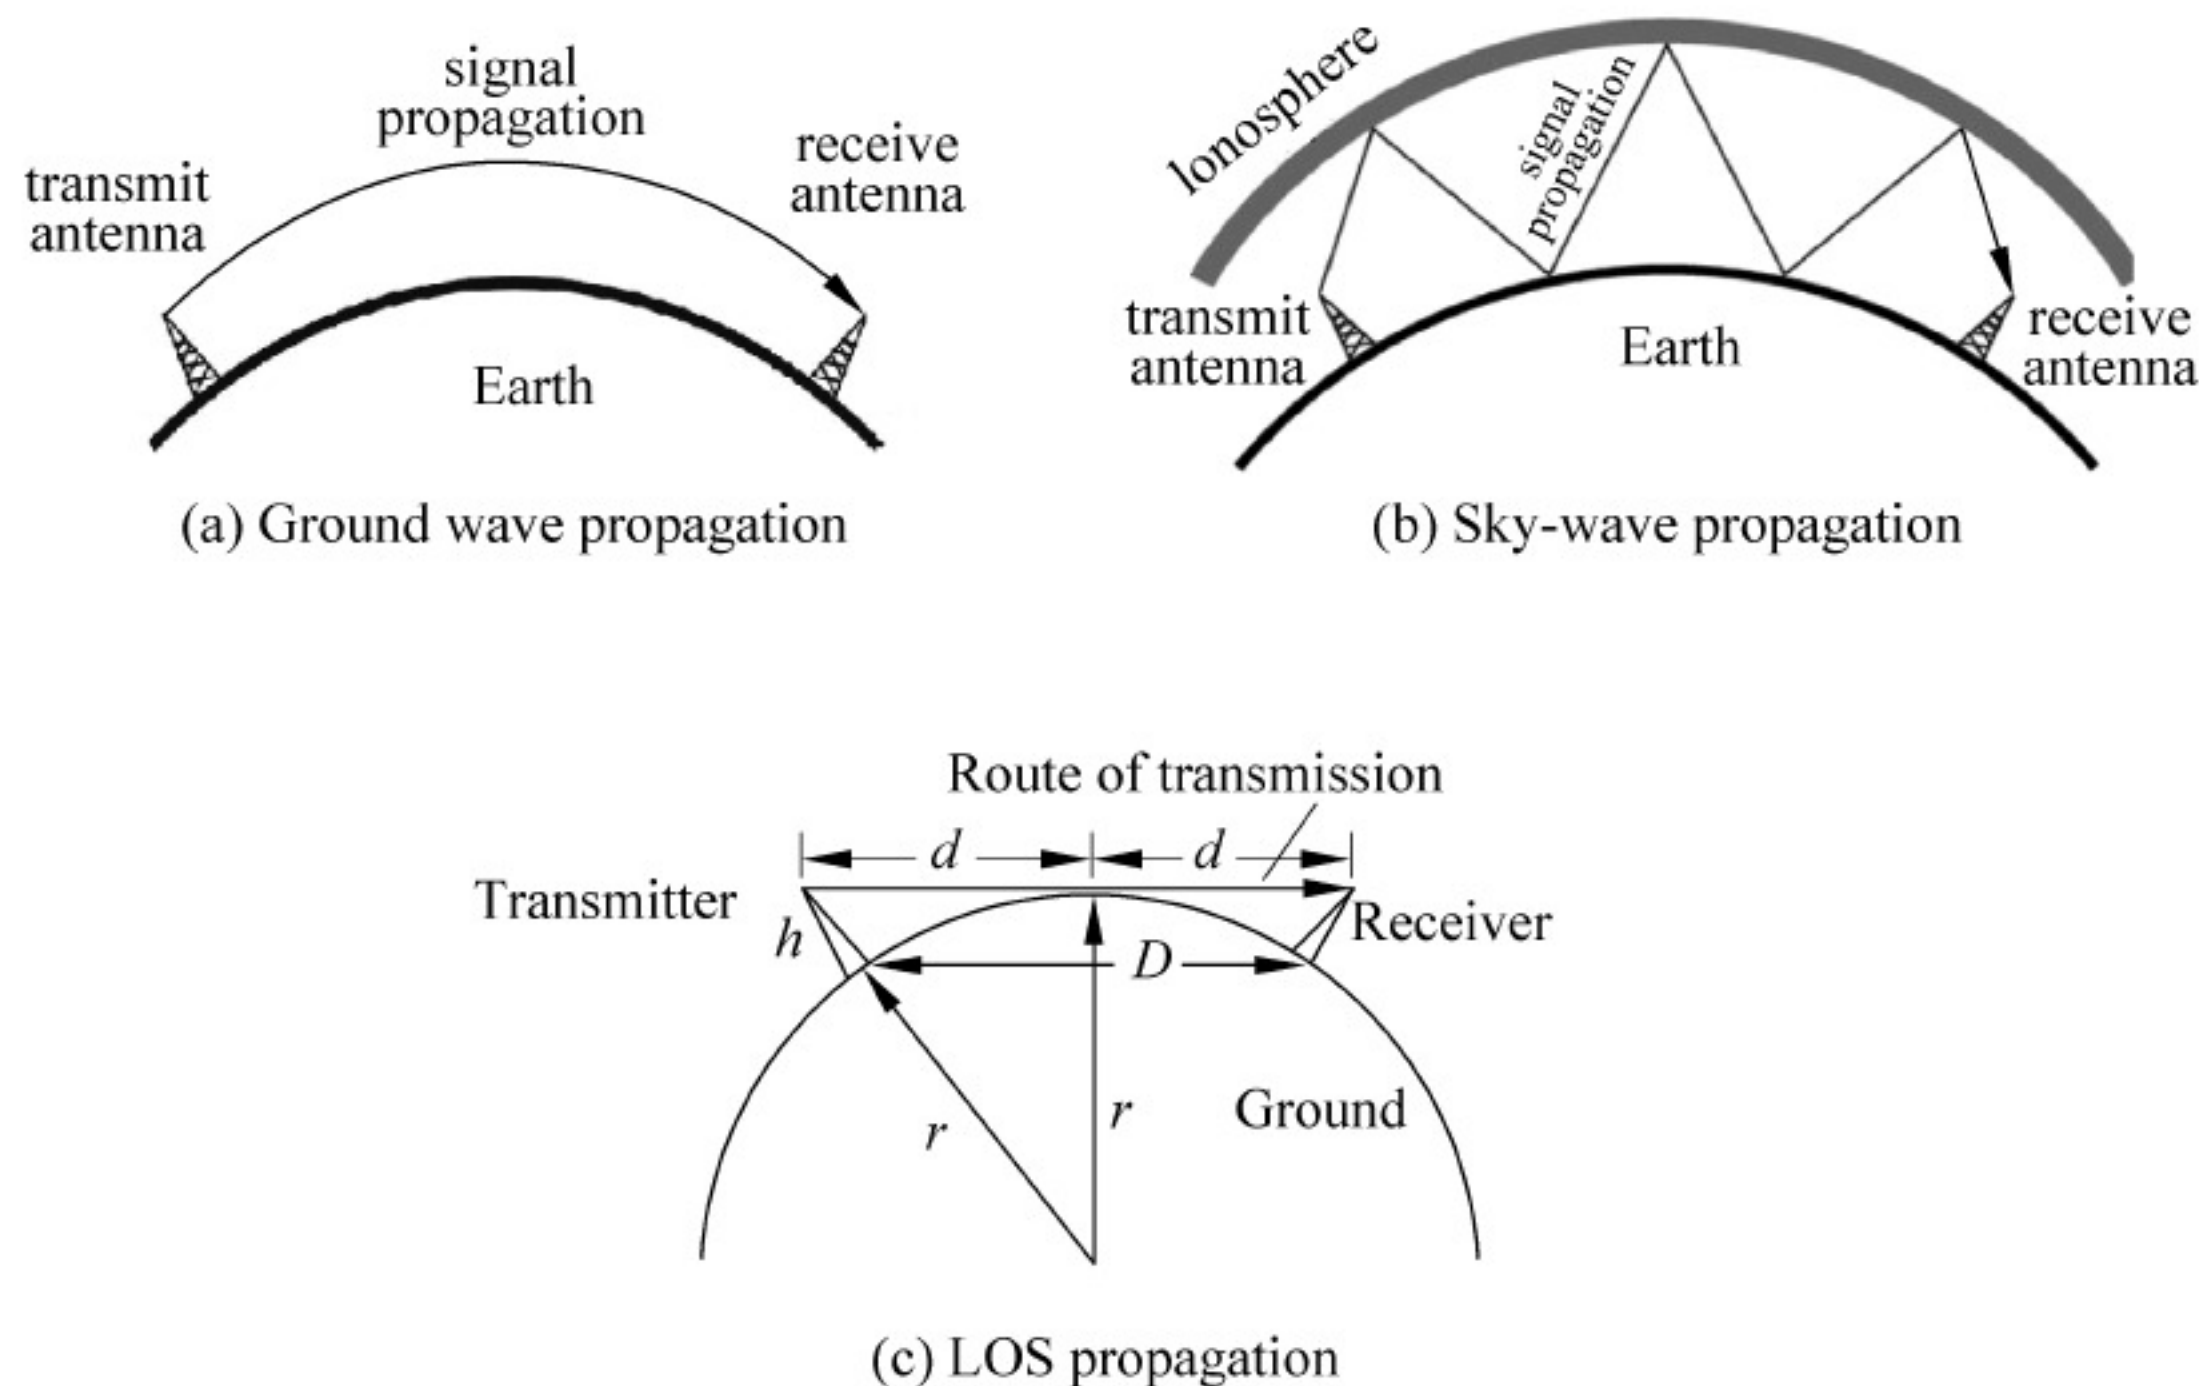 signal
propagation
transmit
antenna
receive
antenna
Earth
(a) Ground wave propagation
Ionosphere
signal
propagation
transmit
antenna
Earth
receive
antenna
(b) Sky-wave propagation
Route of transmission
d
d
Transmitter
h
Receiver
D
r
r
Ground
(c) LOS propagation